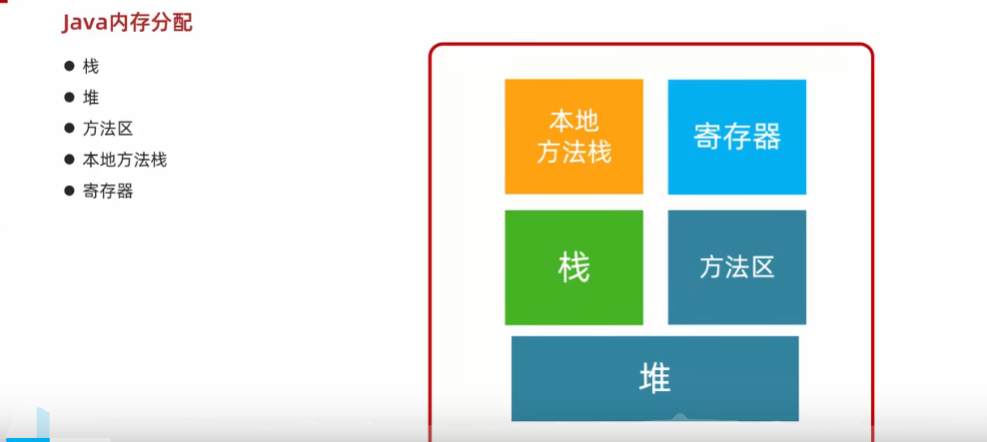 Java内存分配
● 栈
● 堆
● 方法区
● 本地方法栈
● 寄存器
本地
方法栈
寄存器
栈
方法区
堆